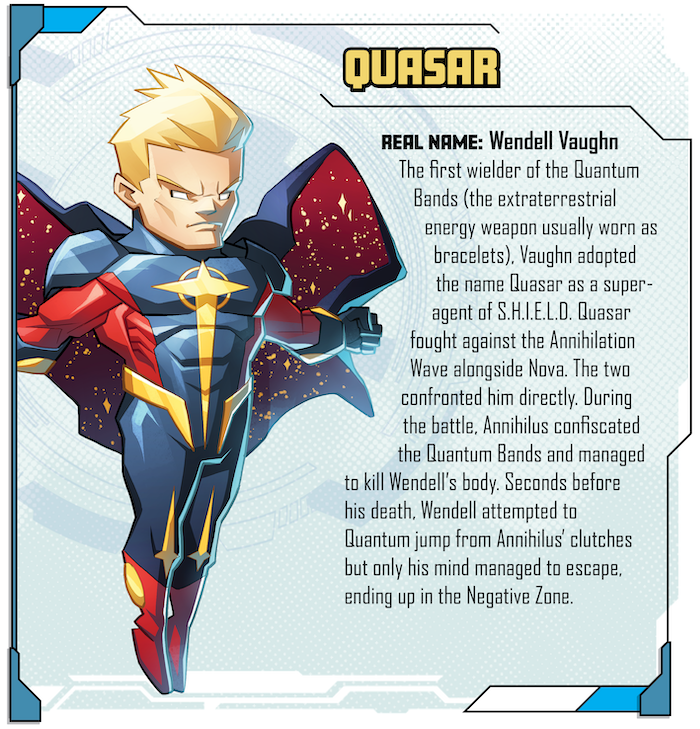 QUASAR
REAL NAME: Wendell Vaughn
The first wielder of the Quantum
Bands (the extraterrestrial
energy weapon usually worn as
bracelets), Vaughn adopted
the name Quasar as a super-
agent of S.H.I.E.L.D. Quasar
fought against the Annihilation
Wave alongside Nova. The two
confronted him directly. During
the battle, Annihilus confiscated
the Quantum Bands and managed
to kill Wendell's body. Seconds before
his death, Wendell attempted to
Quantum jump from Annihilus' clutches
but only his mind managed to escape,
ending up in the Negative Zone.